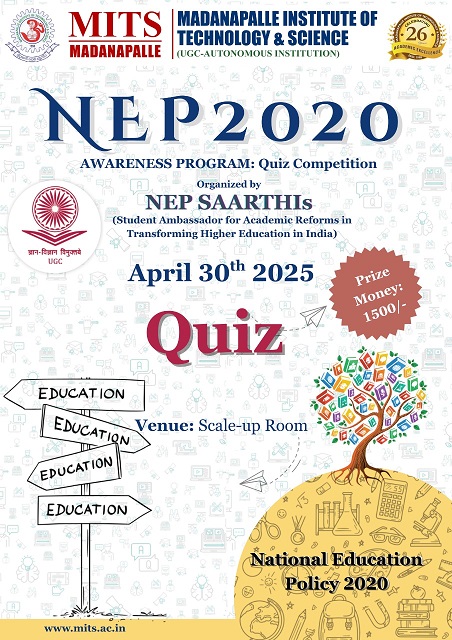 MITS
MADANAPALLE
MADANAPALLE INSTITUTE OF
TECHNOLOGY & SCIENCE
(UGC-AUTONOMOUS INSTITUTION)
26
ACADEMIC EXCELLENCE
NEP2020
AWARENESS PROGRAM: Quiz Competition
Organized by
NEP SAARTHIs
(Student Ambassador for Academic Reforms in
Transforming Higher Education in India)
ज्ञान-विज्ञान विमुक्तये
UGC
April 30th 2025
Prize
Money:
1500/-
Quiz
EDUCATION
EDUCATION
EDUCATION
EDUCATION
Venue: Scale-up Room
National Education
Policy 2020
www.mits.ac.in